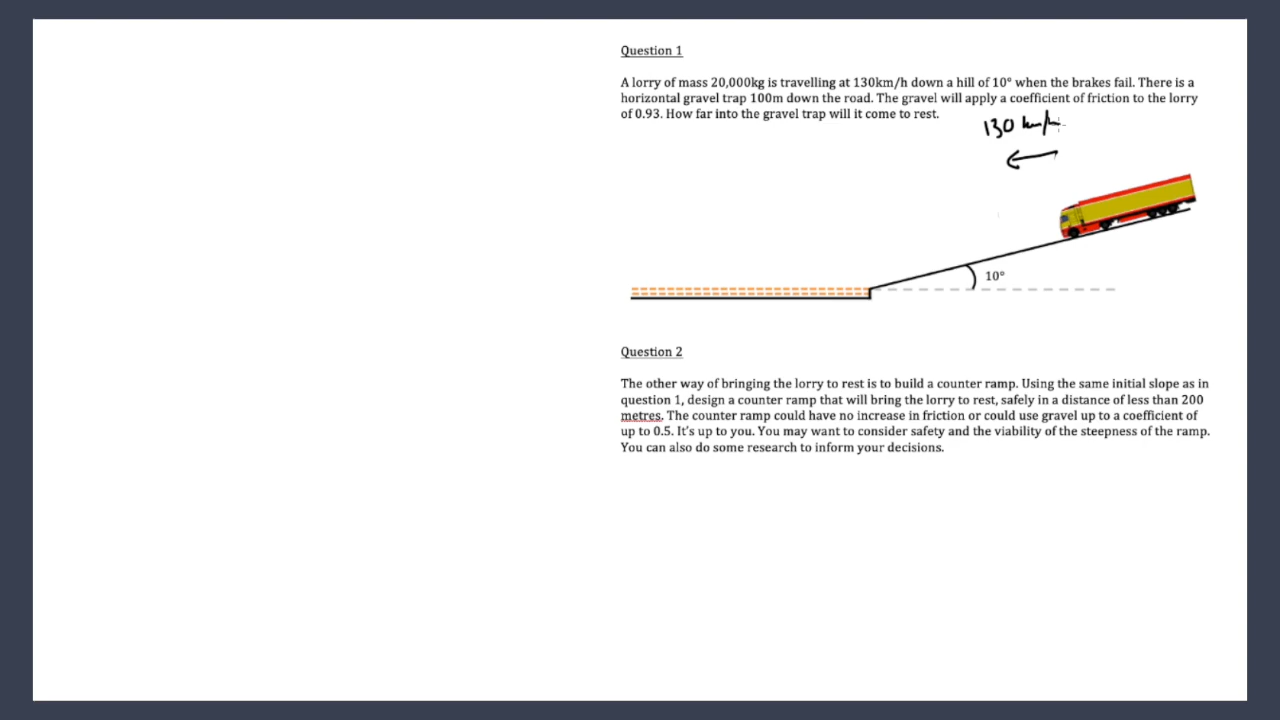 Question 1
A lorry of mass 20,000kg is travelling at 130km/h down a hill of 10° when the brakes fail. There is a
horizontal gravel trap 100m down the road. The gravel will apply a coefficient of friction to the lorry
of 0.93. How far into the gravel trap will it come to rest.
130 km/h
10°
Question 2
The other way of bringing the lorry to rest is to build a counter ramp. Using the same initial slope as in
question 1, design a counter ramp that will bring the lorry to rest, safely in a distance of less than 200
metres. The counter ramp could have no increase in friction or could use gravel up to a coefficient of
up to 0.5. It's up to you. You may want to consider safety and the viability of the steepness of the ramp.
You can also do some research to inform your decisions.